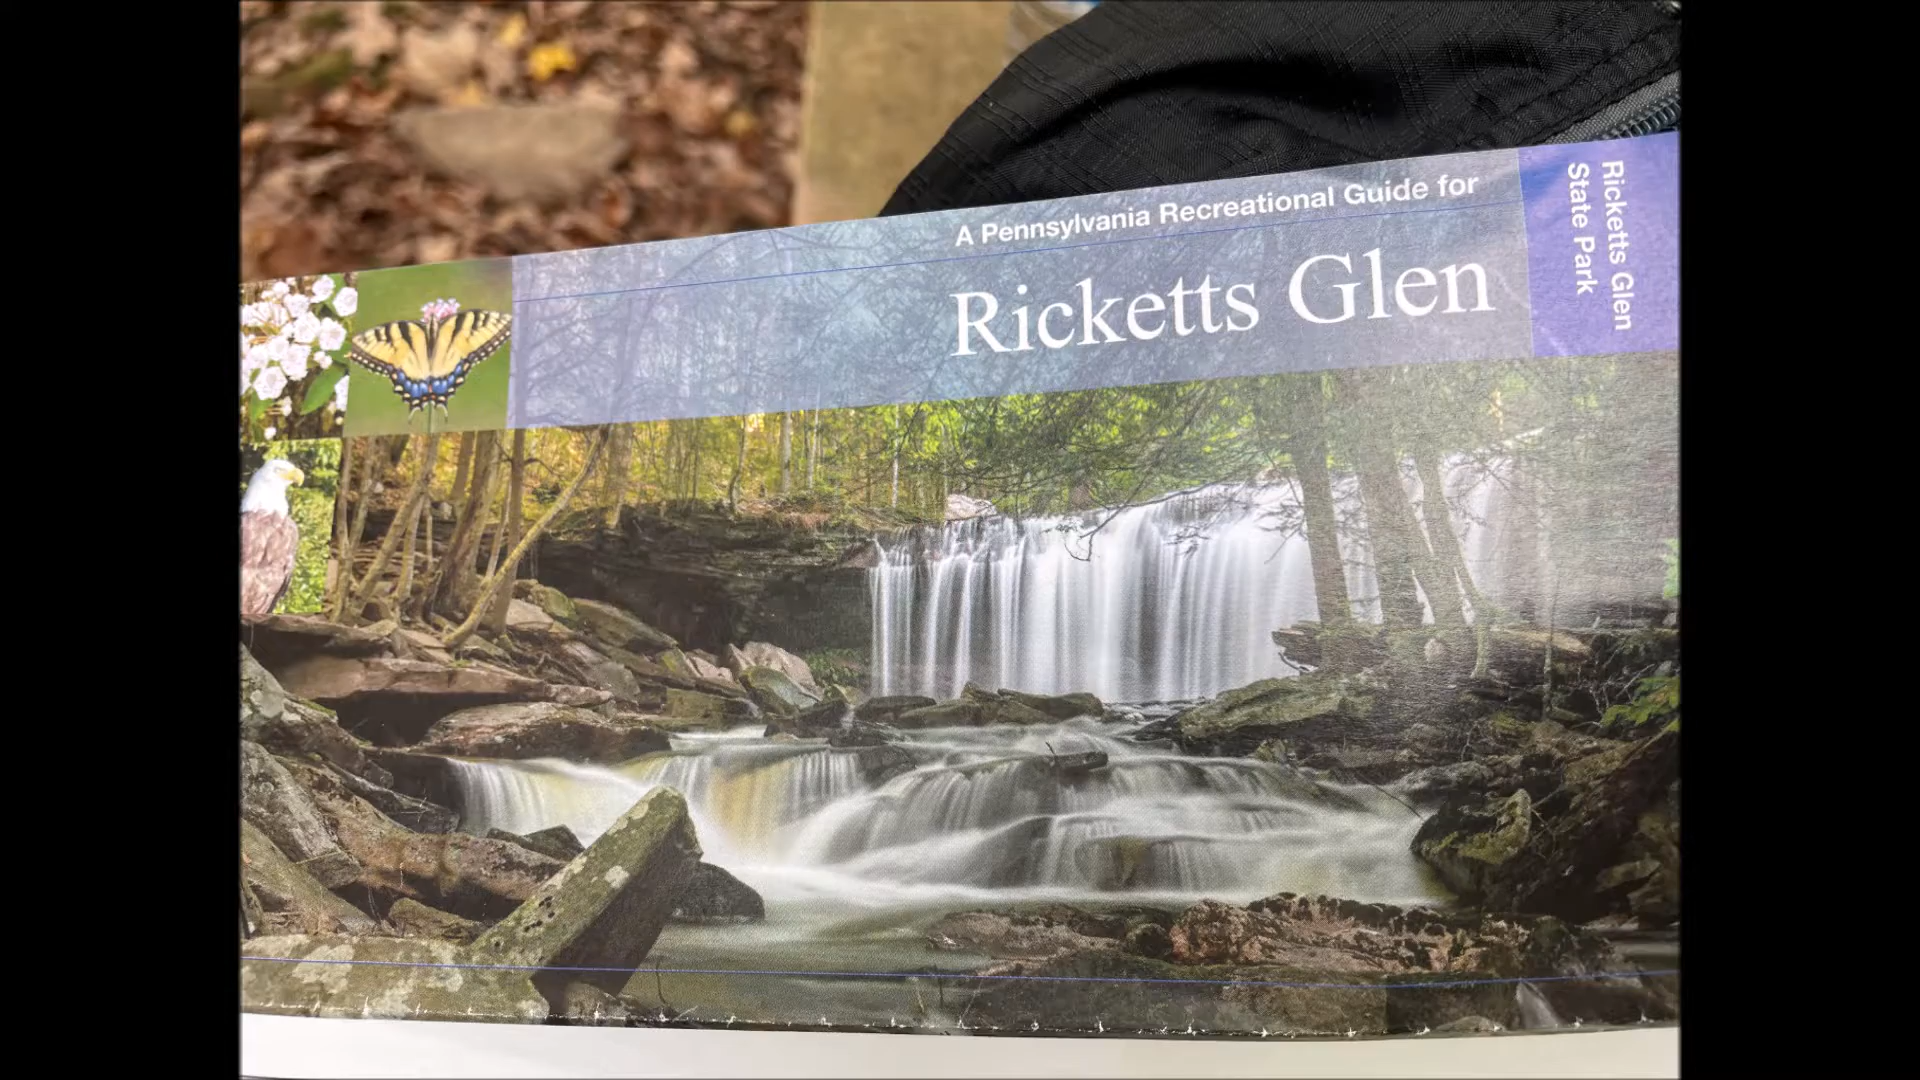 A Pennsylvania Recreational Guide for
Ricketts Glen
Ricketts Glen
State Park